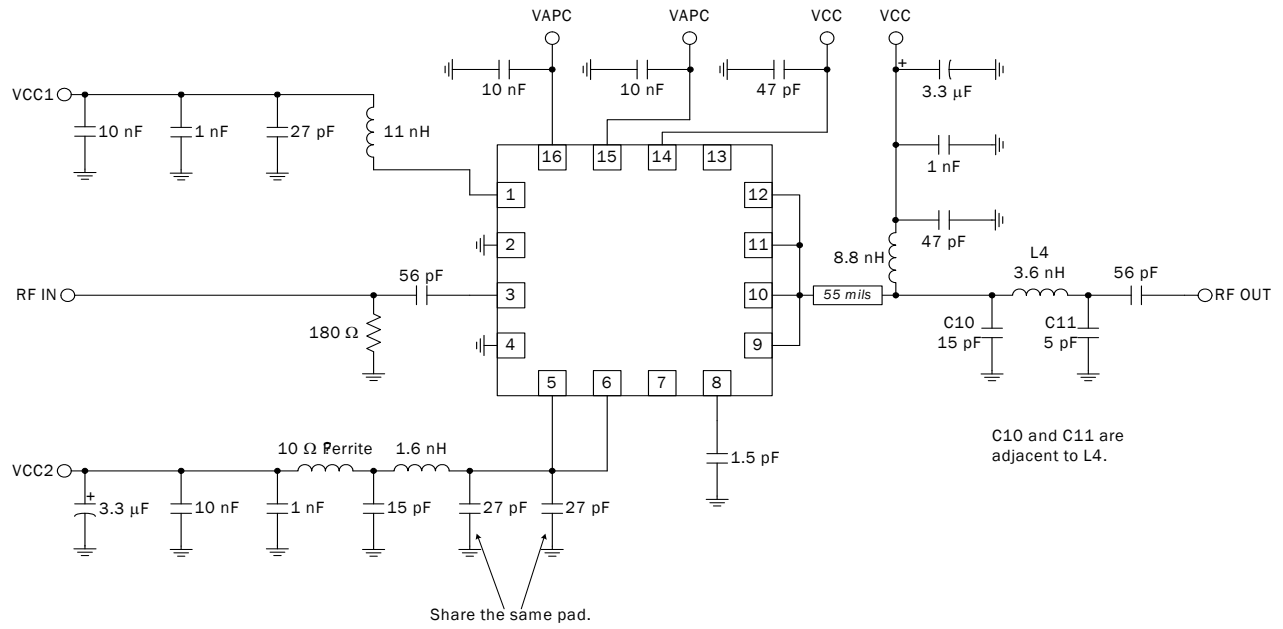 VAPC
VAPC
VCC
VCC
10 nF
10 nF
47 pF
+
3.3 µF
VCC1
10 nF
1 nF
27 pF
11 nH
1 nF
16
15
14
13
1
12
2
11
47 pF
8.8 nH
L4
3.6 nH
56 pF
56 pF
RF IN
3
10
55 mils
RF OUT
180 Ω
C10
15 pF
C11
5 pF
4
9
5
6
7
8
C10 and C11 are
adjacent to L4.
10 Ω Ferrite
1.6 nH
1.5 pF
VCC2
+
3.3 µF
10 nF
1 nF
15 pF
27 pF
27 pF
Share the same pad.